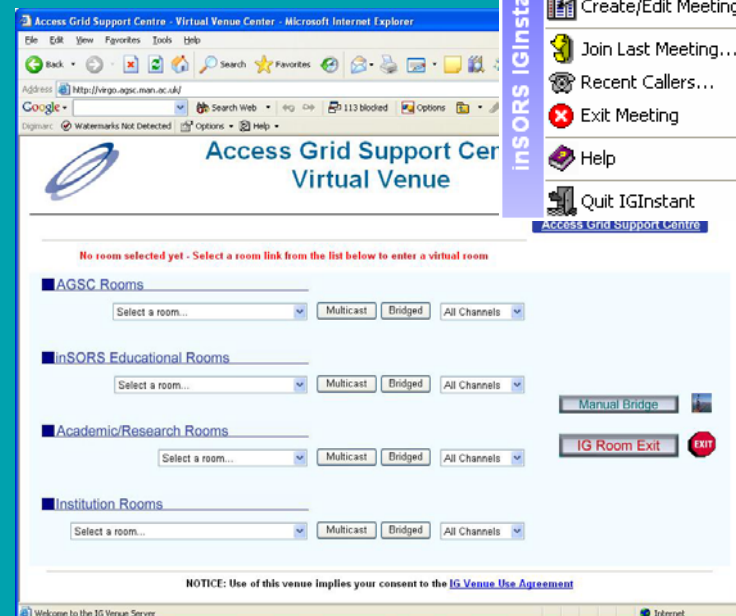 Access Grid Support Centre - Virtual Venue Center - Microsoft Internet Explorer
File Edit View Favorites Tools Help
Back Search Favorites
Address http://virgo.agsc.man.ac.uk/
Google Search Web 113 blocked Options
Digimarc Watermarks Not Detected Options Help
Access Grid Support Cen
Virtual Venue
inSORS IGInsta
Create/Edit Meeting
Join Last Meeting...
Recent Callers...
Exit Meeting
Help
Quit IGInstant
Access Grid Support Centre
No room selected yet - Select a room link from the list below to enter a virtual room
AGSC Rooms
Select a room... Multicast Bridged All Channels
inSORS Educational Rooms
Select a room... Multicast Bridged All Channels
Manual Bridge
Academic/Research Rooms
IG Room Exit EXIT
Select a room... Multicast Bridged All Channels
Institution Rooms
Select a room... Multicast Bridged All Channels
NOTICE: Use of this venue implies your consent to the IG Venue Use Agreement
Welcome to the IG Venue Server Internet